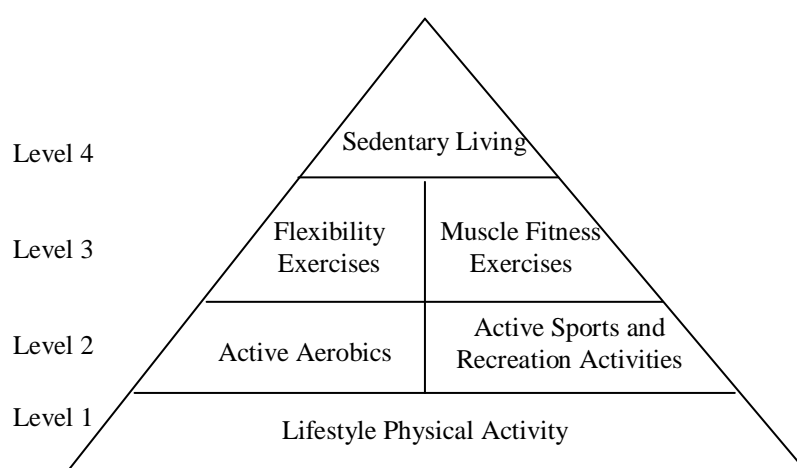 Level 4
Sedentary Living
Level 3
Flexibility
Exercises
Muscle Fitness
Exercises
Level 2
Active Aerobics
Active Sports and
Recreation Activities
Level 1
Lifestyle Physical Activity